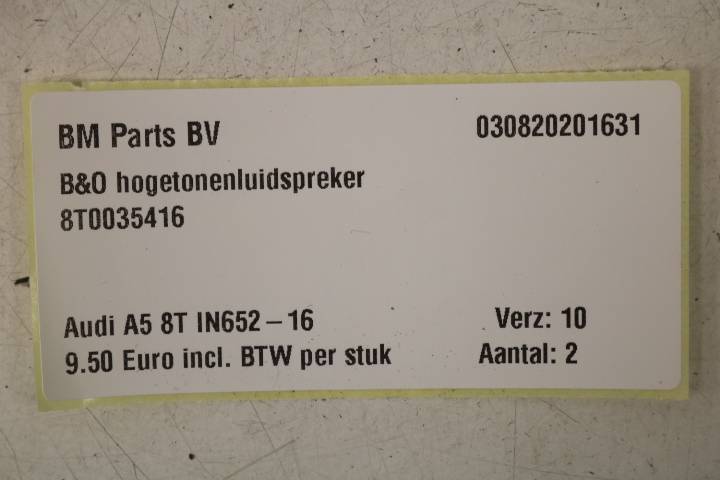 BM Parts BV 030820201631
B&O hogetonenluidspreker
8T0035416
Audi A5 8T IN652-16 Verz: 10
9.50 Euro incl. BTW per stuk Aantal: 2